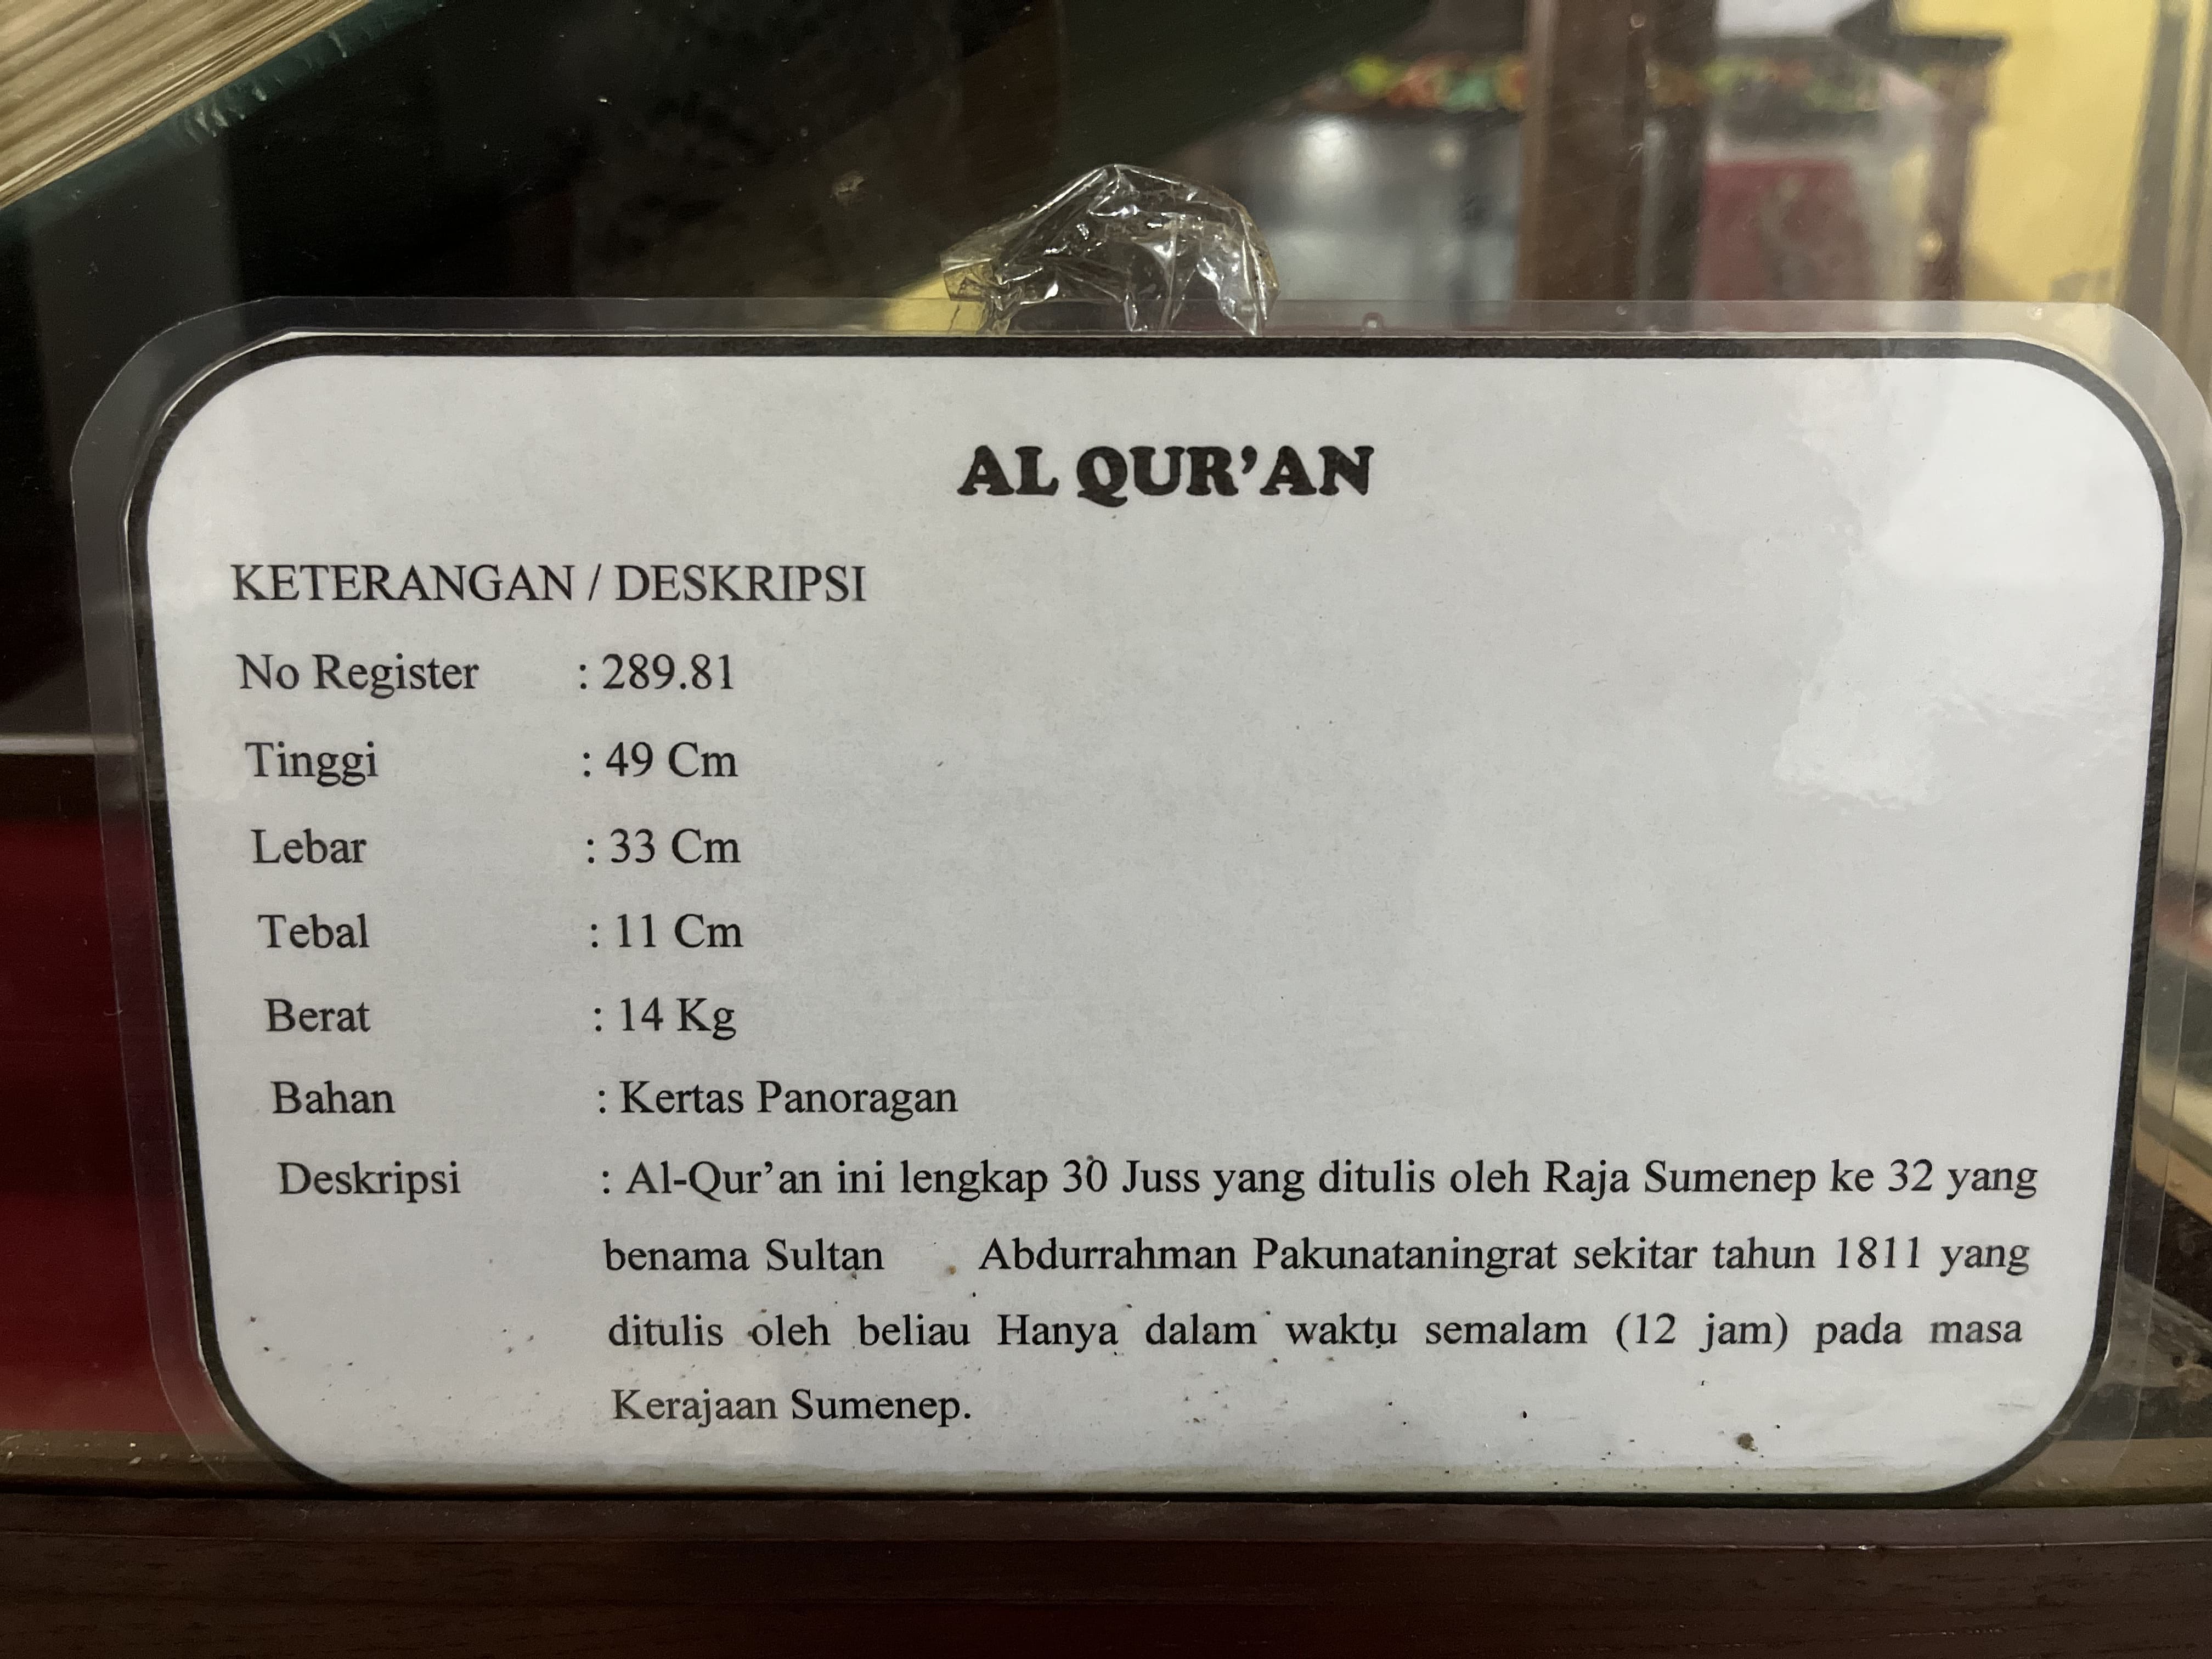 AL QUR’AN
KETERANGAN / DESKRIPSI
No Register : 289.81
Tinggi : 49 Cm
Lebar : 33 Cm
Tebal : 11 Cm
Berat : 14 Kg
Bahan : Kertas Panoragan
Deskripsi : Al-Qur’an ini lengkap 30 Juss yang ditulis oleh Raja Sumenep ke 32 yang
benama Sultan Abdurrahman Pakunataningrat sekitar tahun 1811 yang
ditulis oleh beliau Hanya dalam waktu semalam (12 jam) pada masa
Kerajaan Sumenep.